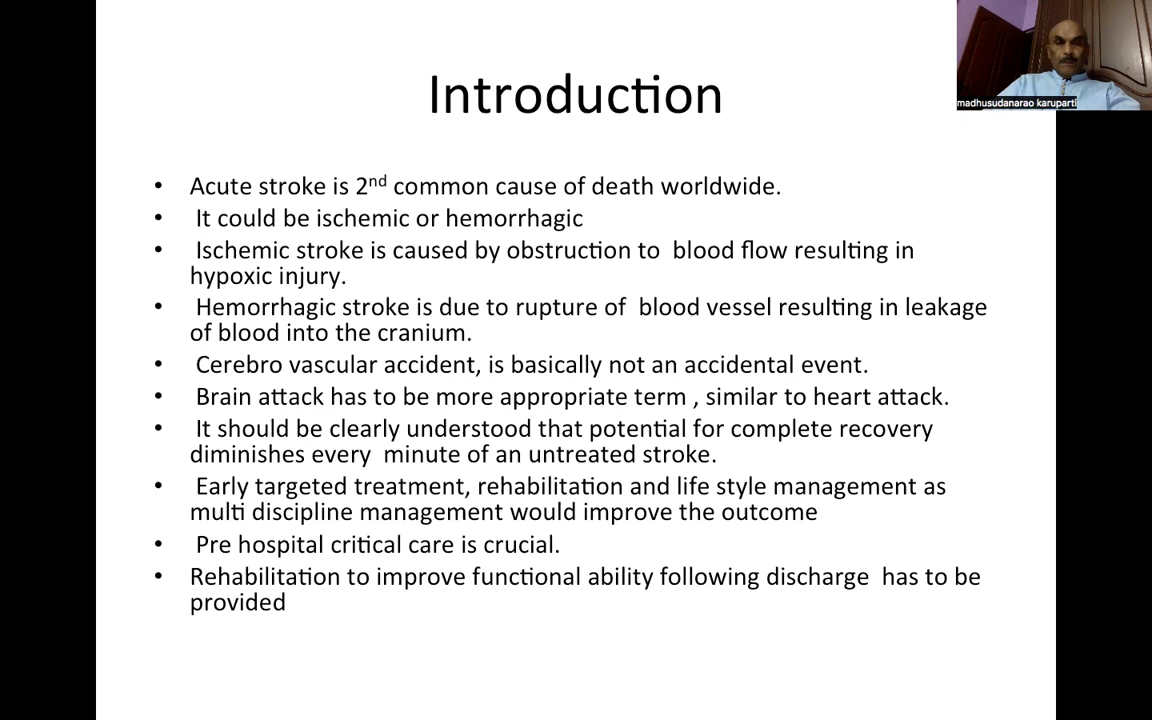 Introduction
madhusudanarao karuparti
• Acute stroke is 2nd common cause of death worldwide.
• It could be ischemic or hemorrhagic
• Ischemic stroke is caused by obstruction to blood flow resulting in
hypoxic injury.
• Hemorrhagic stroke is due to rupture of blood vessel resulting in leakage
of blood into the cranium.
• Cerebro vascular accident, is basically not an accidental event.
• Brain attack has to be more appropriate term , similar to heart attack.
• It should be clearly understood that potential for complete recovery
diminishes every minute of an untreated stroke.
• Early targeted treatment, rehabilitation and life style management as
multi discipline management would improve the outcome
• Pre hospital critical care is crucial.
• Rehabilitation to improve functional ability following discharge has to be
provided